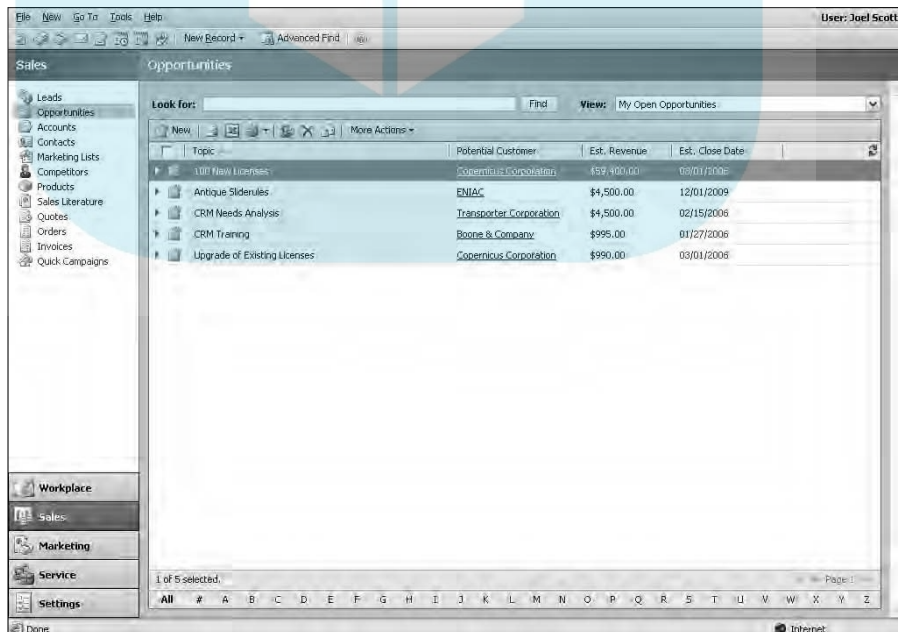 File New Go To Tools Help
User: Joel Scott
New Record Advanced Find
Sales
Opportunities
Leads
Opportunities
Accounts
Contacts
Marketing Lists
Competitors
Products
Sales Literature
Quotes
Orders
Invoices
Quick Campaigns
Look for: Find View: My Open Opportunities
New More Actions
Topic Potential Customer Est. Revenue Est. Close Date
100 New Licenses Copernicus Corporation $59,400.00 08/01/2006
Antique Sliderules ENIAC $4,500.00 12/01/2009
CRM Needs Analysis Transporter Corporation $4,500.00 02/15/2006
CRM Training Boone & Company $995.00 01/27/2006
Upgrade of Existing Licenses Copernicus Corporation $990.00 03/01/2006
Workplace
Sales
Marketing
Service
Settings
1 of 5 selected.
Page 1
All # A B C D E F G H I J K L M N O P Q R S T U V W X Y Z
Done
Internet